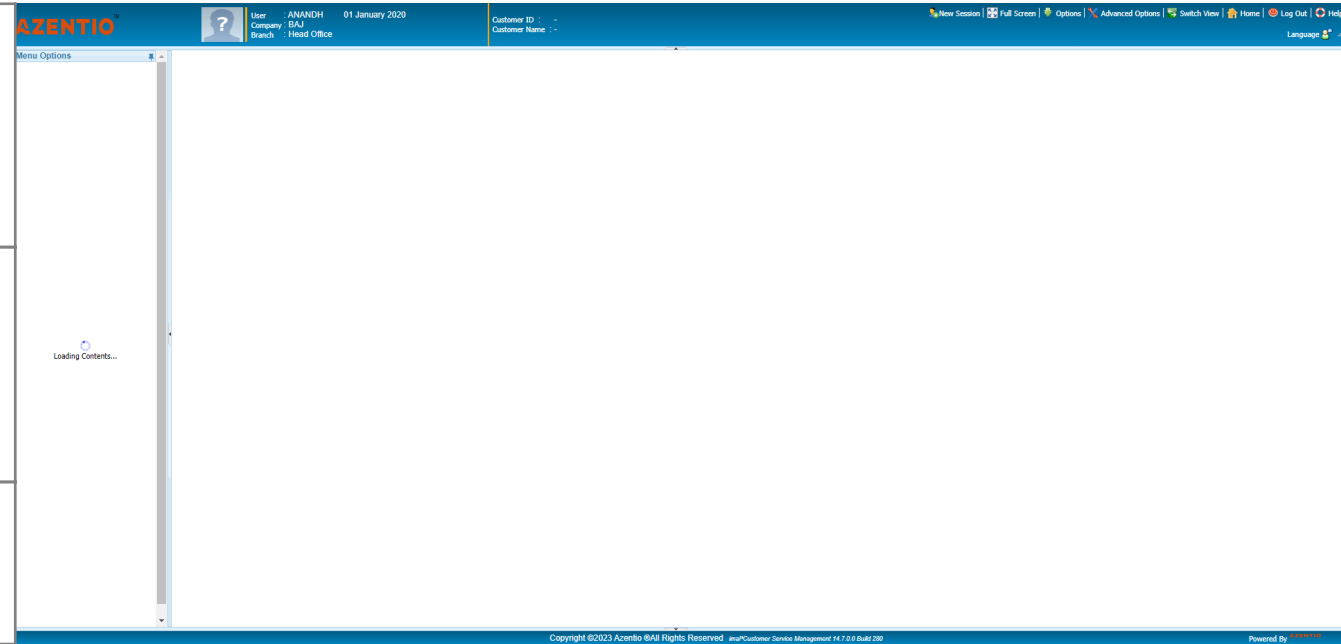 AZENTIO™
?
User : ANANDH 01 January 2020
Company : BAJ
Branch : Head Office
Customer ID : -
Customer Name : -
New Session | Full Screen | Options | Advanced Options | Switch View | Home | Log Out | Help
Language
Menu Options
Loading Contents...
Copyright ©2023 Azentio ®All Rights Reserved imal®Customer Service Management 14.7.0.0 Build 280
Powered By AZENTIO